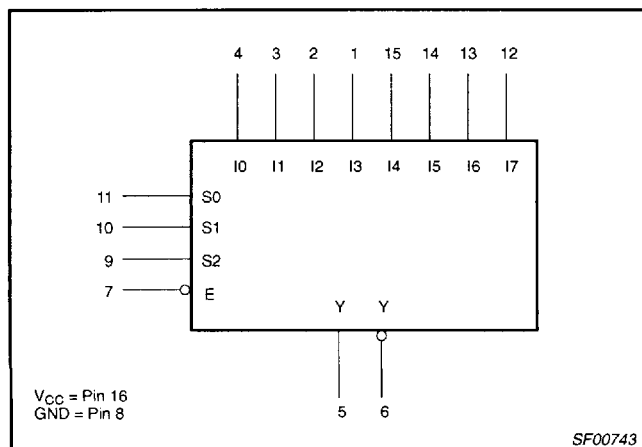 4 3 2 1 15 14 13 12
I0 I1 I2 I3 I4 I5 I6 I7
11 S0
10 S1
9 S2
7 E
Y Y
5 6
VCC = Pin 16
GND = Pin 8
SF00743